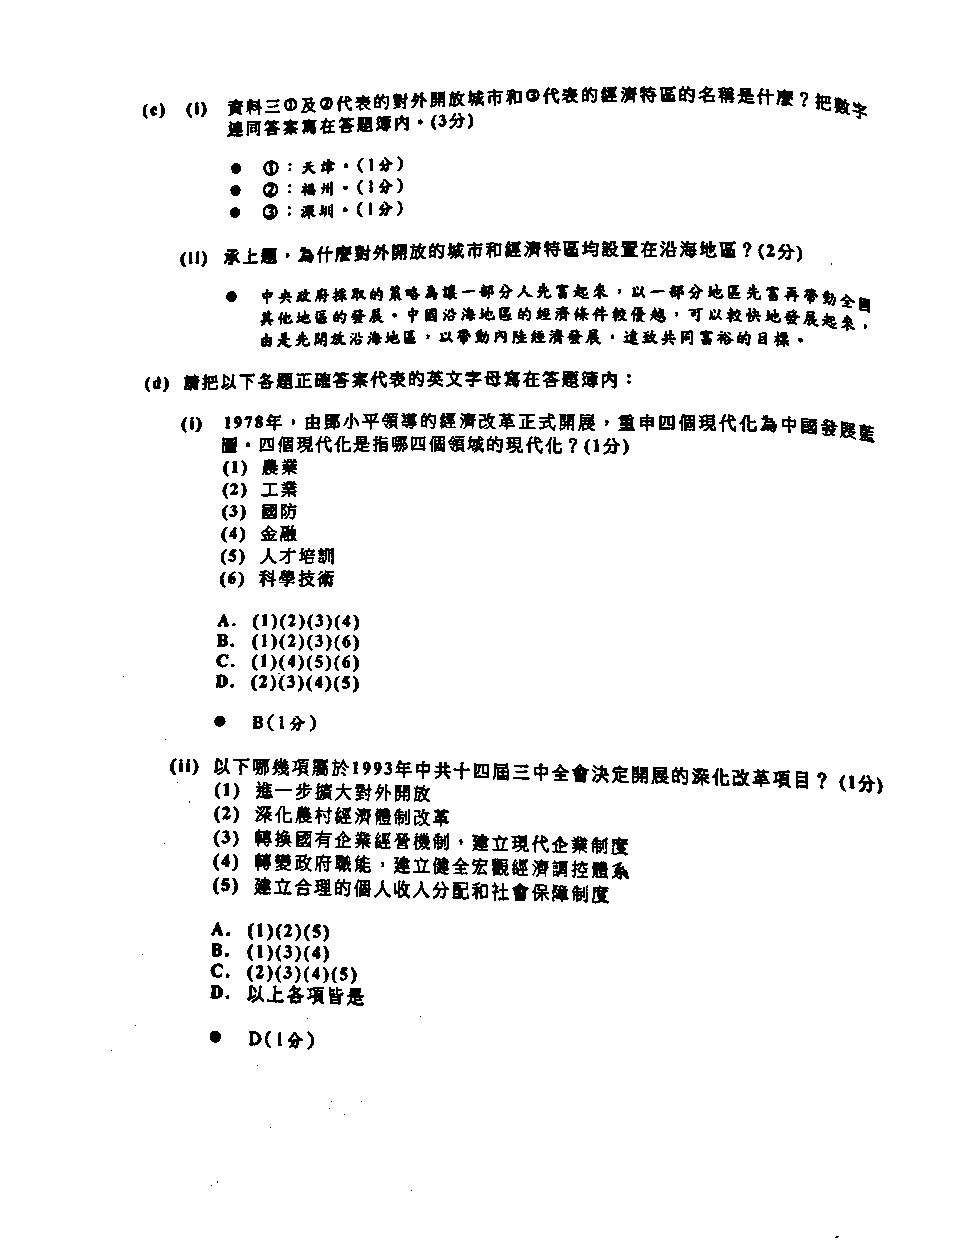 (c) (i) 資料三①及②代表的對外開放城市和③代表的經濟特區的名稱是什麼？把數字
連同答案寫在答題簿內。(3分)
● ①：天津。(1分)
● ②：福州。(1分)
● ③：深圳。(1分)
(ii) 承上題，為什麼對外開放的城市和經濟特區均設置在沿海地區？(2分)
● 中央政府採取的策略為讓一部分人先富起來，以一部分地區先富再帶動全國
其他地區的發展。中國沿海地區的經濟條件較優越，可以較快地發展起來，
由是先開放沿海地區，以帶動內陸經濟發展，達致共同富裕的目標。
(d) 請把以下各題正確答案代表的英文字母寫在答題簿內：
(i) 1978年，由鄧小平領導的經濟改革正式開展，重申四個現代化為中國發展藍
圖。四個現代化是指哪四個領域的現代化？(1分)
(1) 農業
(2) 工業
(3) 國防
(4) 金融
(5) 人才培訓
(6) 科學技術
A. (1)(2)(3)(4)
B. (1)(2)(3)(6)
C. (1)(4)(5)(6)
D. (2)(3)(4)(5)
● B(1分)
(ii) 以下哪幾項屬於1993年中共十四屆三中全會決定開展的深化改革項目？ (1分)
(1) 進一步擴大對外開放
(2) 深化農村經濟體制改革
(3) 轉換國有企業經營機制，建立現代企業制度
(4) 轉變政府職能，建立健全宏觀經濟調控體系
(5) 建立合理的個人收入分配和社會保障制度
A. (1)(2)(5)
B. (1)(3)(4)
C. (2)(3)(4)(5)
D. 以上各項皆是
● D(1分)